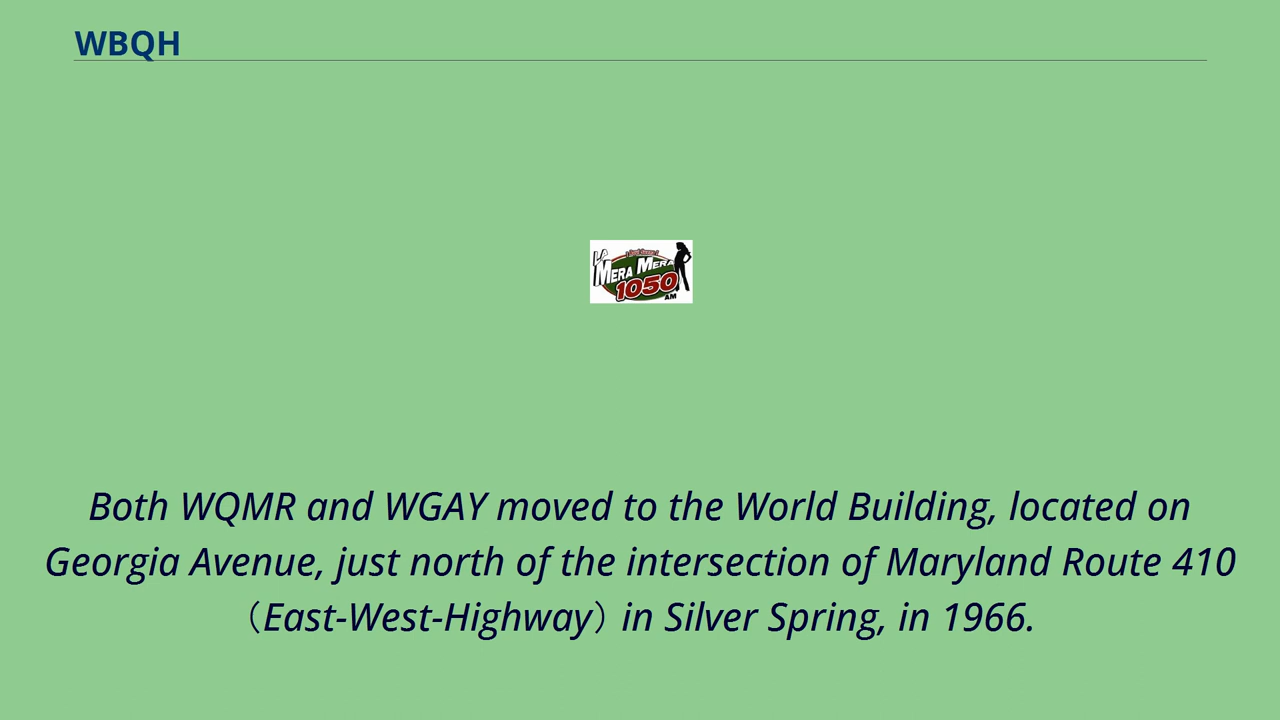 WBQH
LA
MERA MERA
1050
AM
Both WQMR and WGAY moved to the World Building, located on
Georgia Avenue, just north of the intersection of Maryland Route 410
（East-West-Highway）in Silver Spring, in 1966.